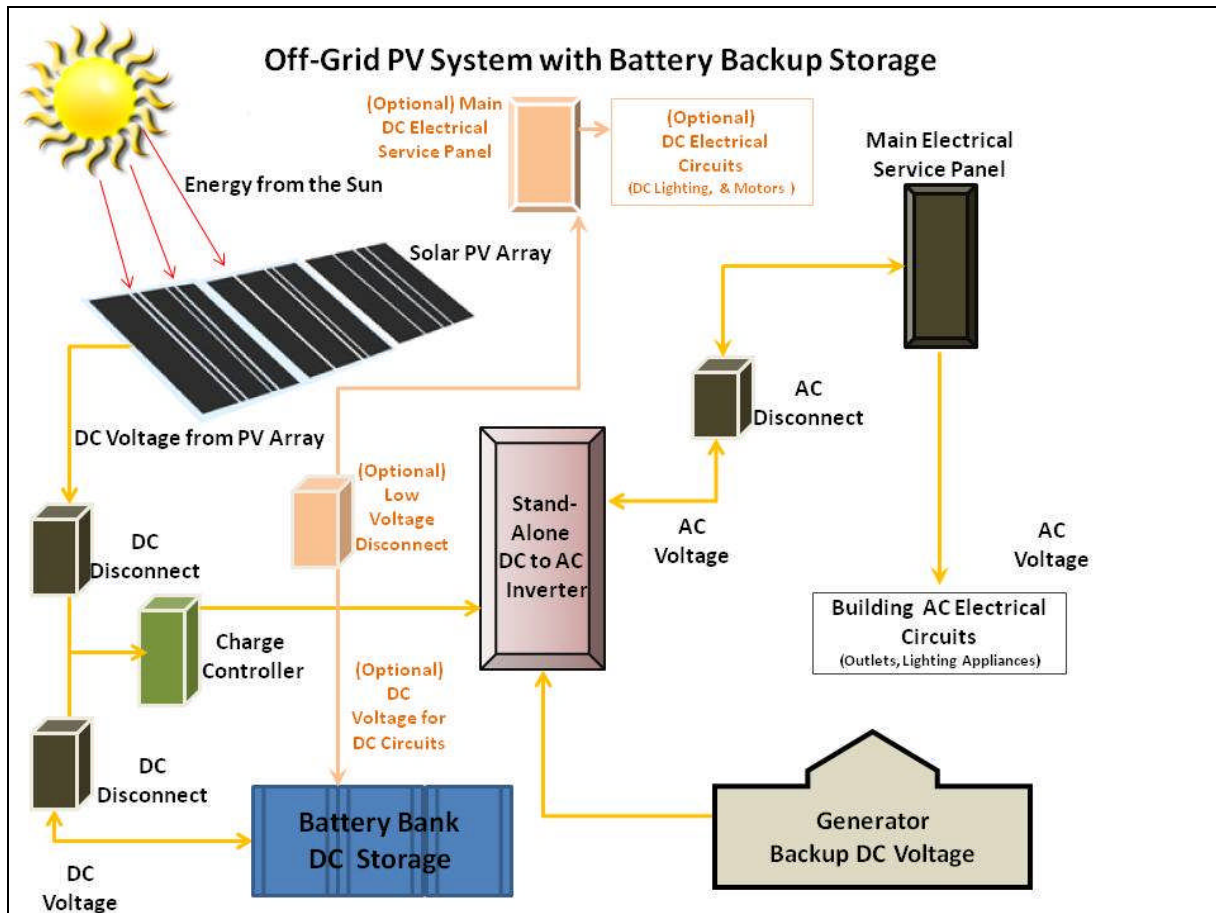 Off-Grid PV System with Battery Backup Storage
(Optional) Main
DC Electrical
Service Panel
(Optional)
DC Electrical
Circuits
(DC Lighting, & Motors )
Main Electrical
Service Panel
Energy from the Sun
Solar PV Array
DC Voltage from PV Array
AC
Disconnect
(Optional)
Low
Voltage
Disconnect
Stand-
Alone
DC to AC
Inverter
AC
Voltage
AC
Voltage
DC
Disconnect
Building AC Electrical
Circuits
(Outlets, Lighting Appliances)
Charge
Controller
(Optional) DC
Voltage for
DC Circuits
DC
Disconnect
Battery Bank
DC Storage
Generator
Backup DC Voltage
DC
Voltage